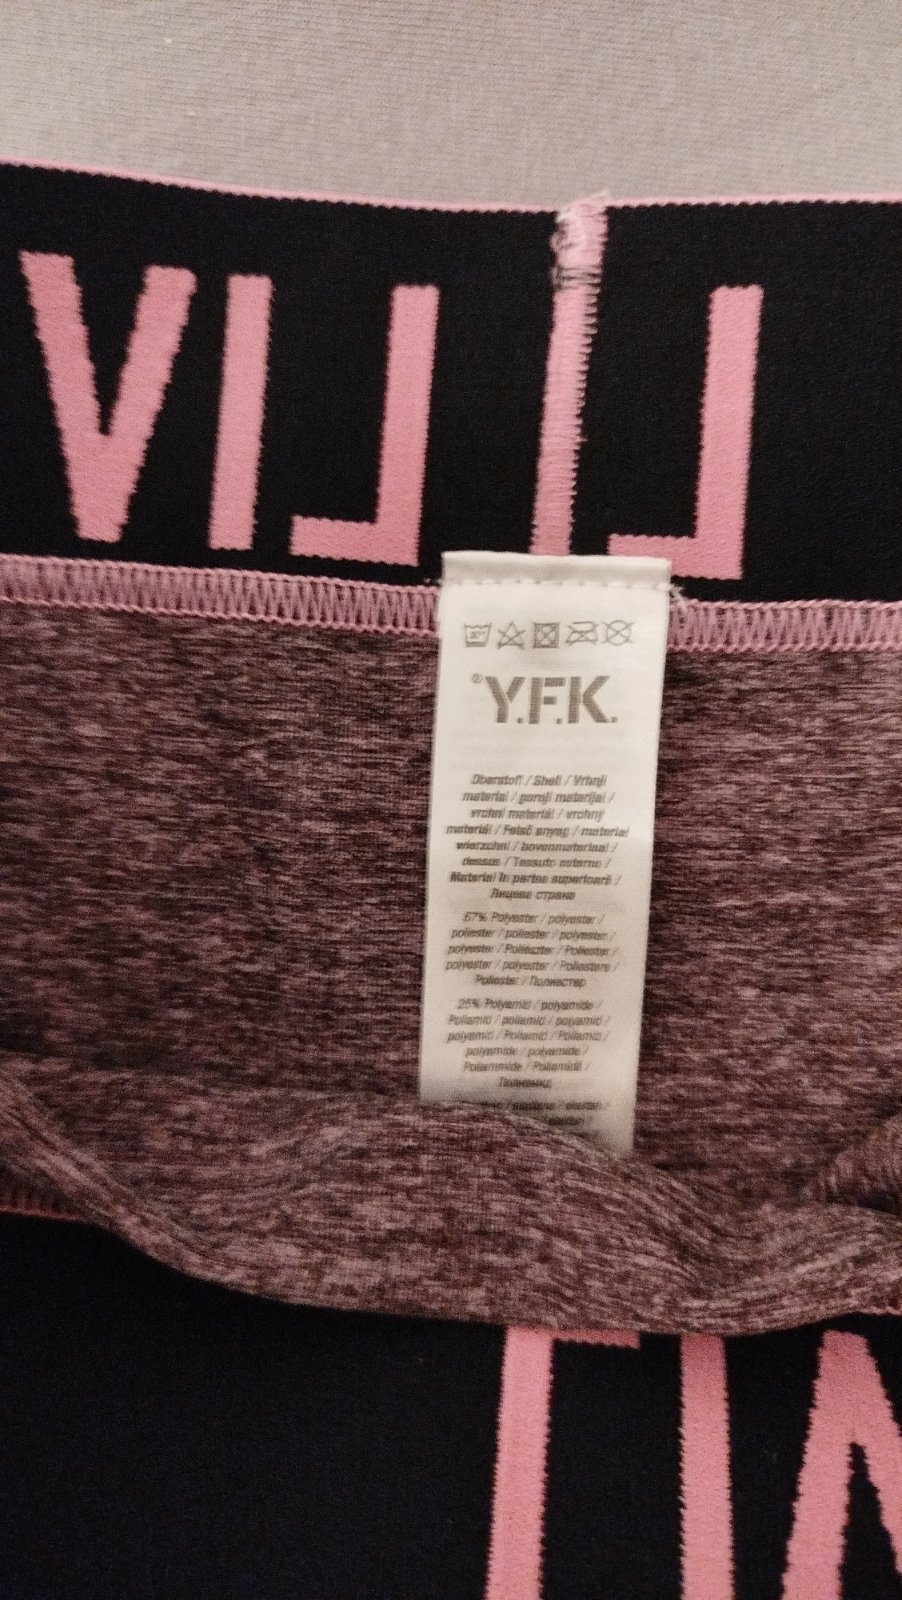 VIL L
® Y.F.K.
Oberstoff / Shell / Vrhnji
material / gornji materijal /
vrchní materiál / vrchný
materiál / Felső anyag / materiał
wierzchni / bovenmateriaal /
dessus / Tessuto esterno /
Material în partea superioară /
Лицева страна
67% Polyester / polyester /
poliester / poliester / polyester /
polyester / Poliészter / Poliester /
polyester / polyester / Poliestere /
Poliester / Полиестер
25% Polyamid / polyamide /
Poliamid / poliamid / polyamid /
polyamid / Poliamid / Poliamid /
polyamide / polyamide /
Poliammide / Poliamidă /
Полиамид